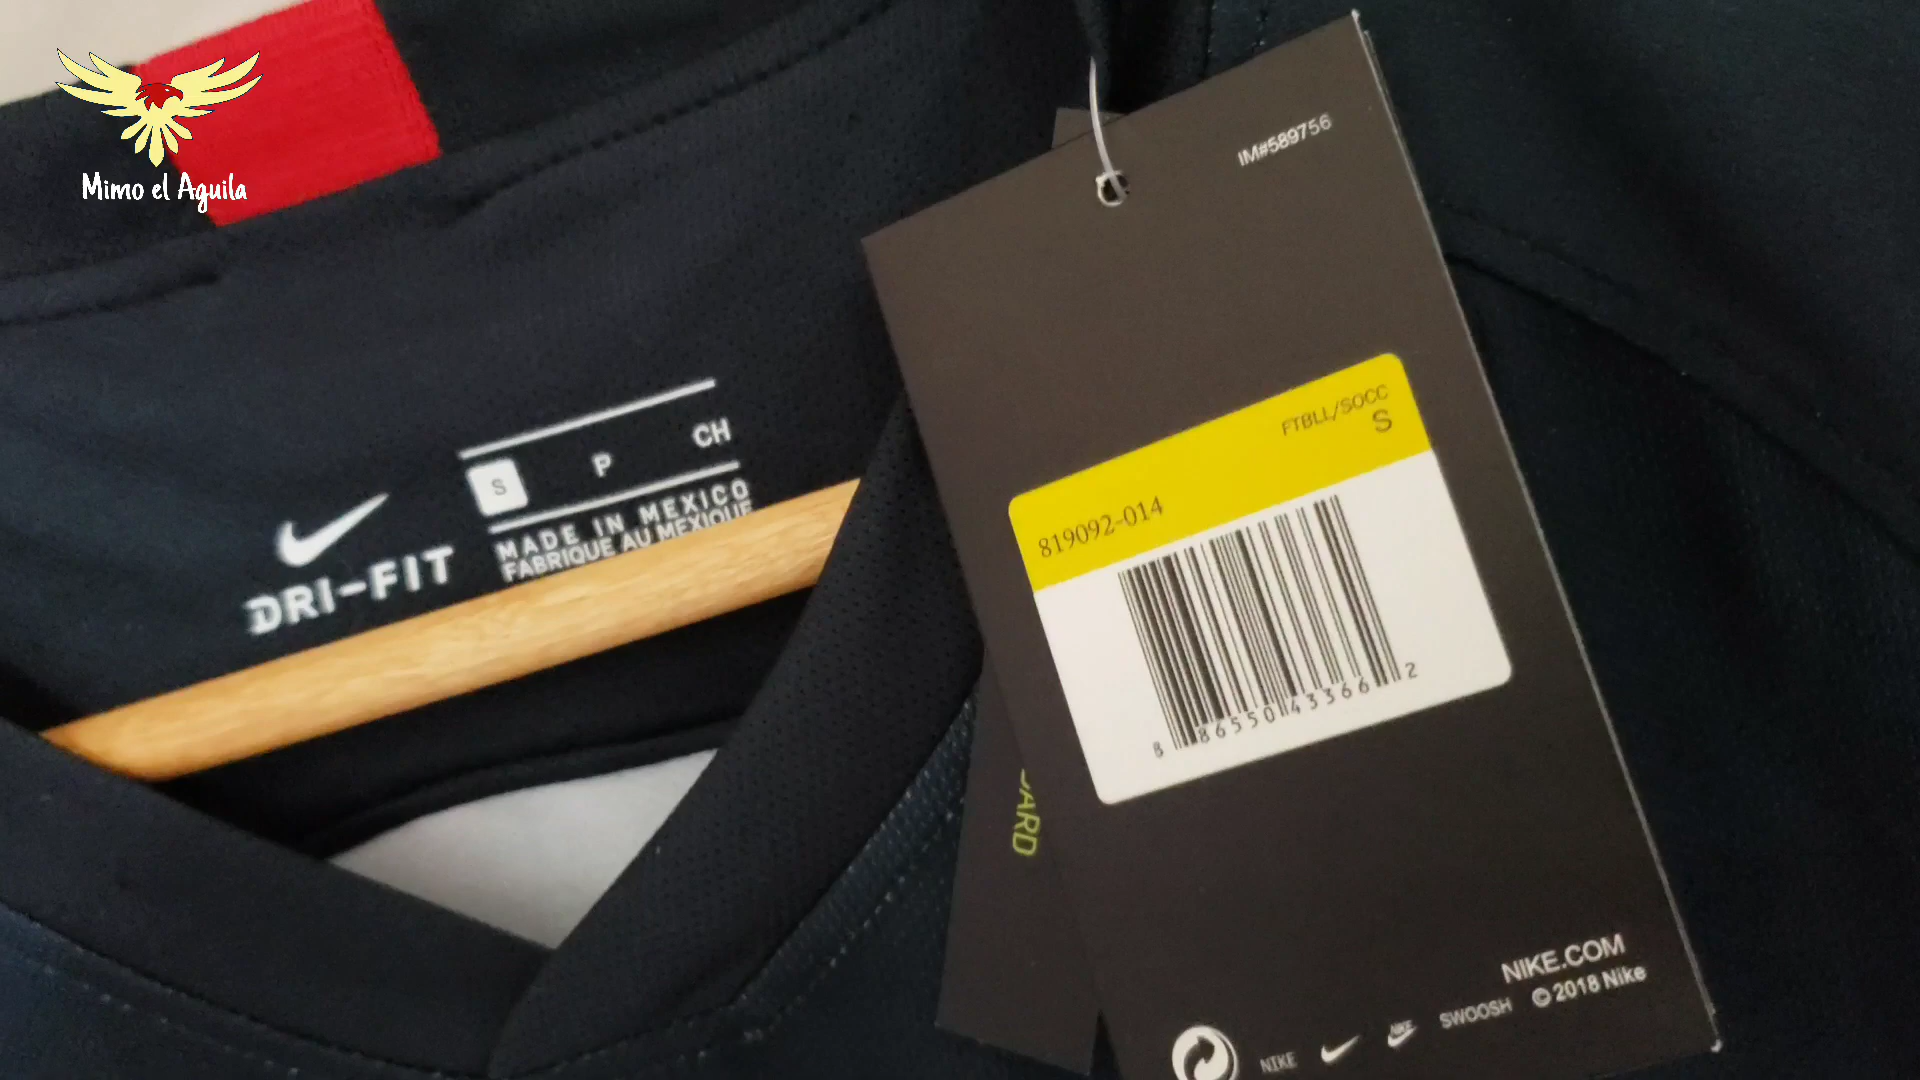 Mimo el Aguila
S P CH
MADE IN MEXICO
FABRIQUE AU MEXIQUE
DRI-FIT
IM#589756
FTBLL/SOCC
S
819092-014
8 86550 43366 2
NIKE.COM
© 2018 Nike
NIKE SWOOSH